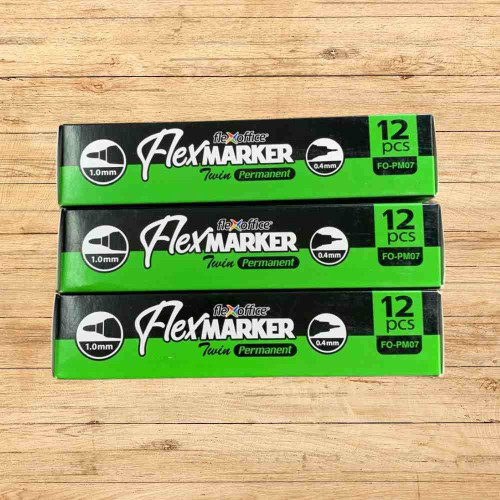 flexoffice®
FlexMARKER
Twin Permanent
1.0mm
0.4mm
12
pcs
FO-PM07
flexoffice®
FlexMARKER
Twin Permanent
1.0mm
0.4mm
12
pcs
FO-PM07
flexoffice®
FlexMARKER
Twin Permanent
1.0mm
0.4mm
12
pcs
FO-PM07